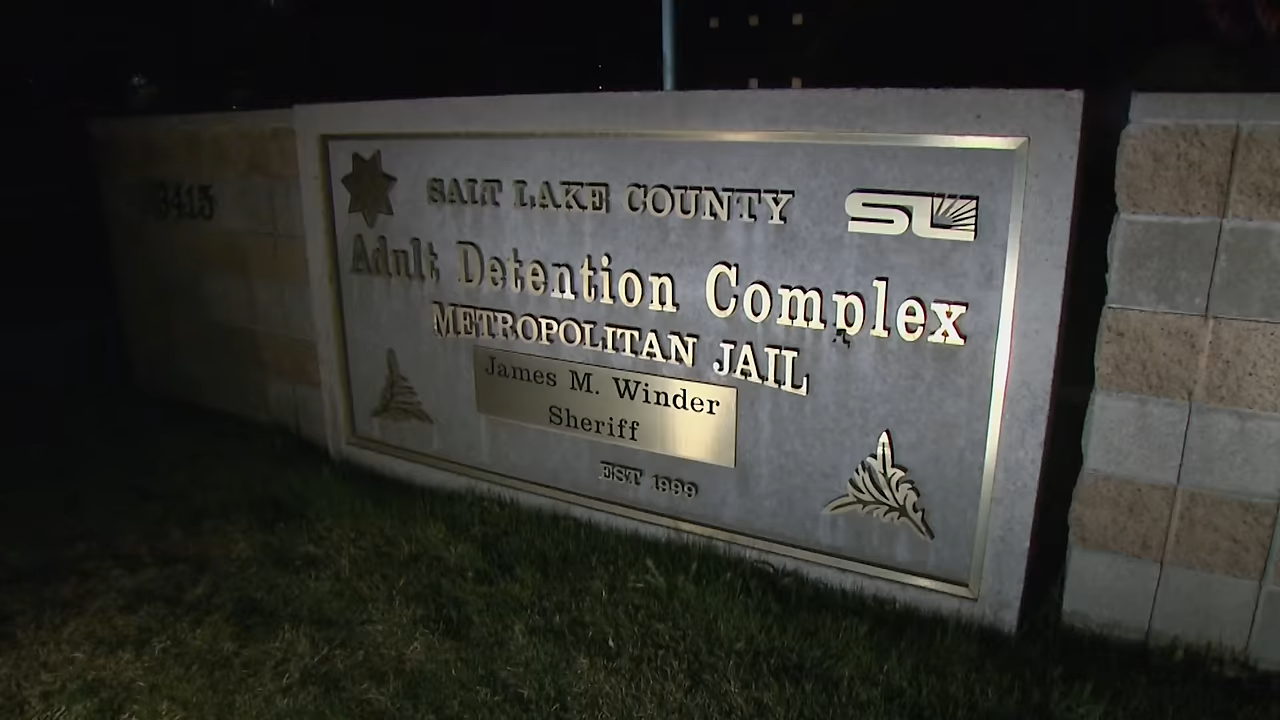 3415
SALT LAKE COUNTY
SL
Adult Detention Complex
METROPOLITAN JAIL
James M. Winder
Sheriff
EST 1999